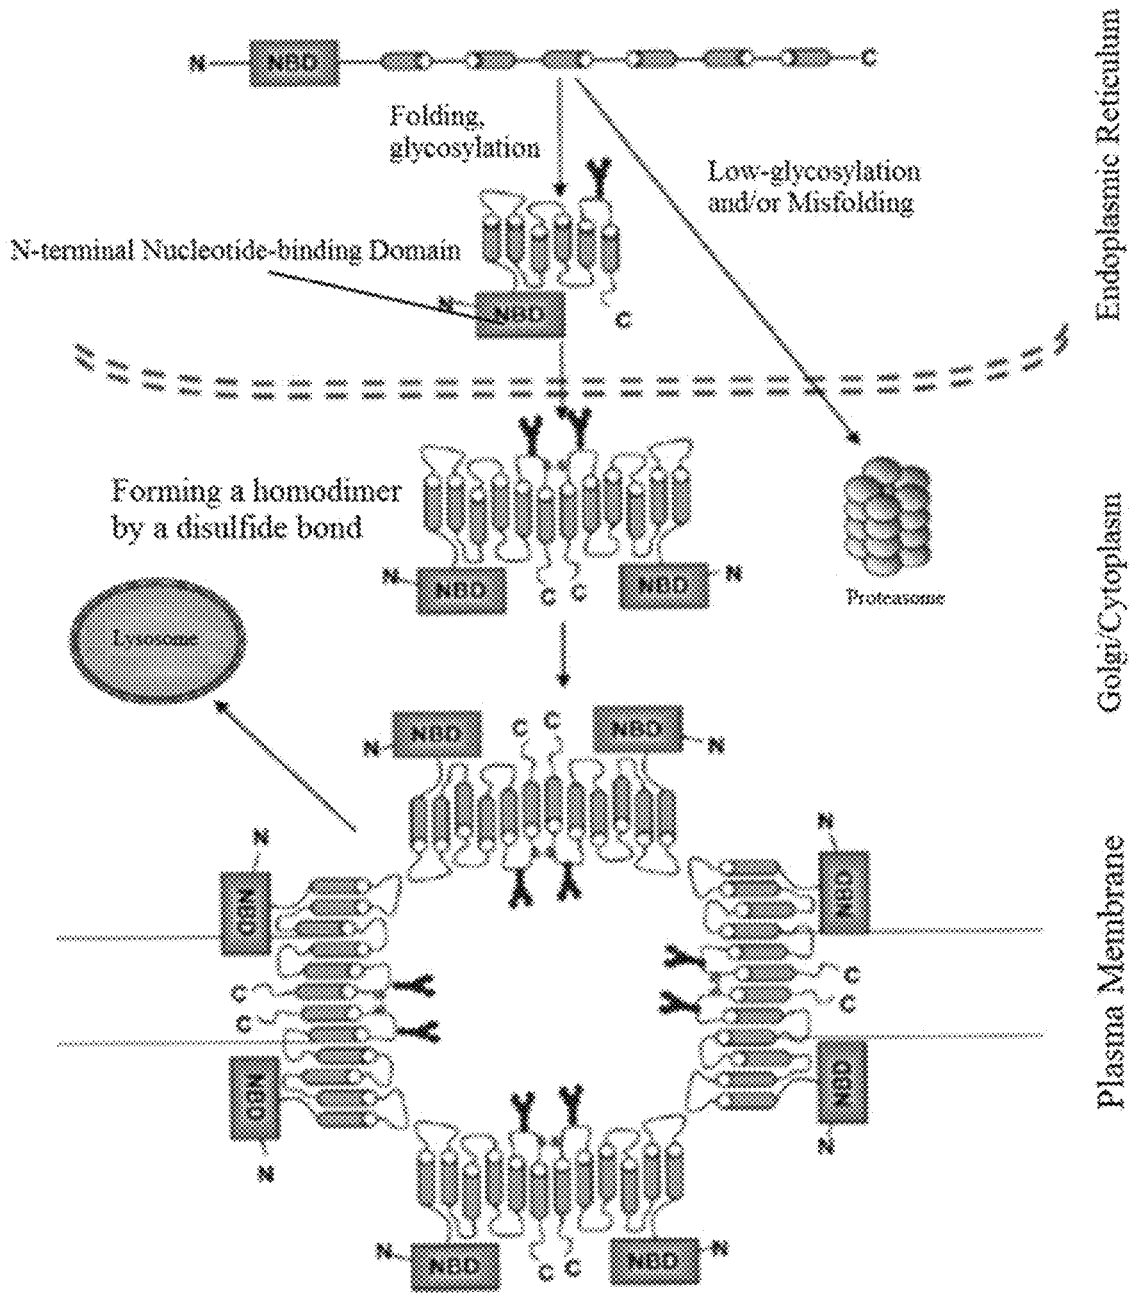 N
NBD
C
Endoplasmic Reticulum
Folding,
glycosylation
Low-glycosylation
and/or Misfolding
N-terminal Nucleotide-binding Domain
N
NBD
C
Forming a homodimer
by a disulfide bond
N
NBD
C
C
NBD
N
Proteasome
Golgi/Cytoplasm
Lysosome
N
NBD
C
C
NBD
N
N
NBD
N
NBD
C
C
C
C
NBD
N
NBD
N
Plasma Membrane
N
NBD
C
C
NBD
N